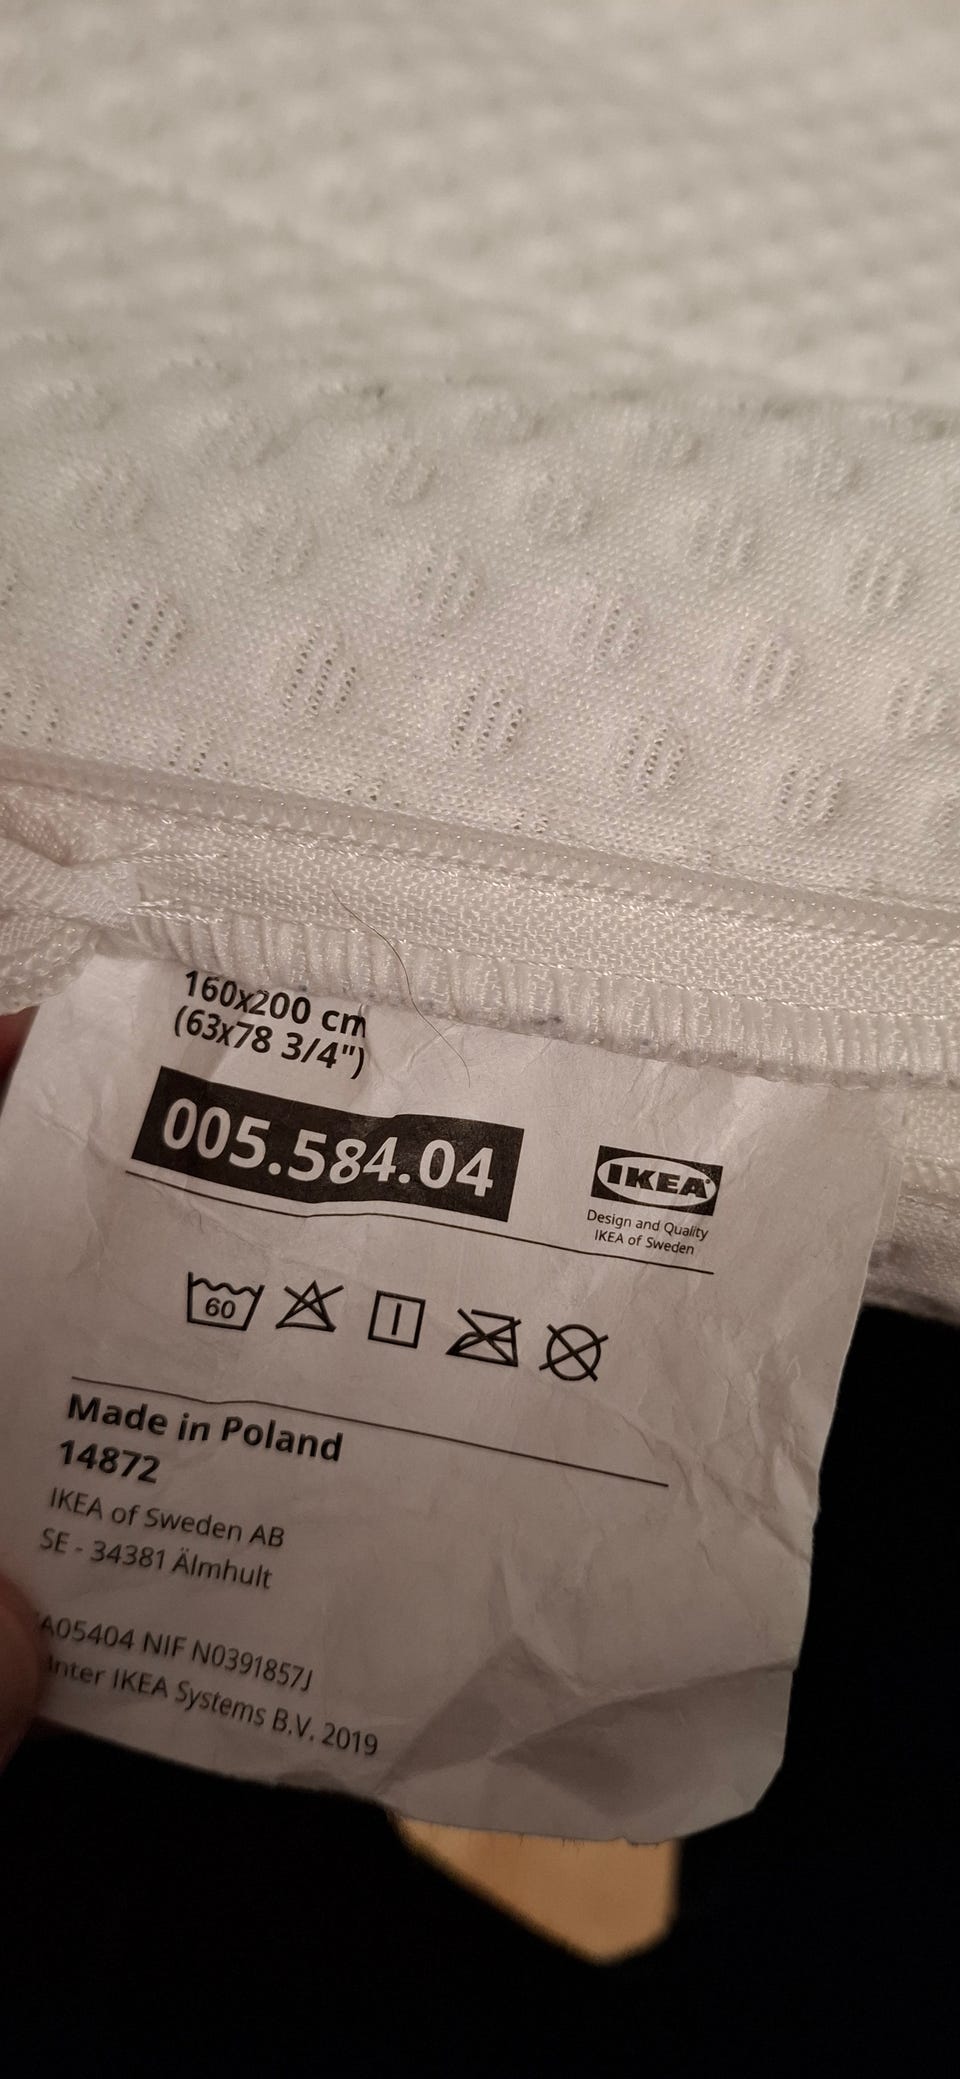 160x200 cm
(63x78 3/4")
005.584.04
IKEA
Design and Quality
IKEA of Sweden
60
Made in Poland
14872
IKEA of Sweden AB
SE - 34381 Älmhult
A05404 NIF N0391857J
Inter IKEA Systems B.V. 2019